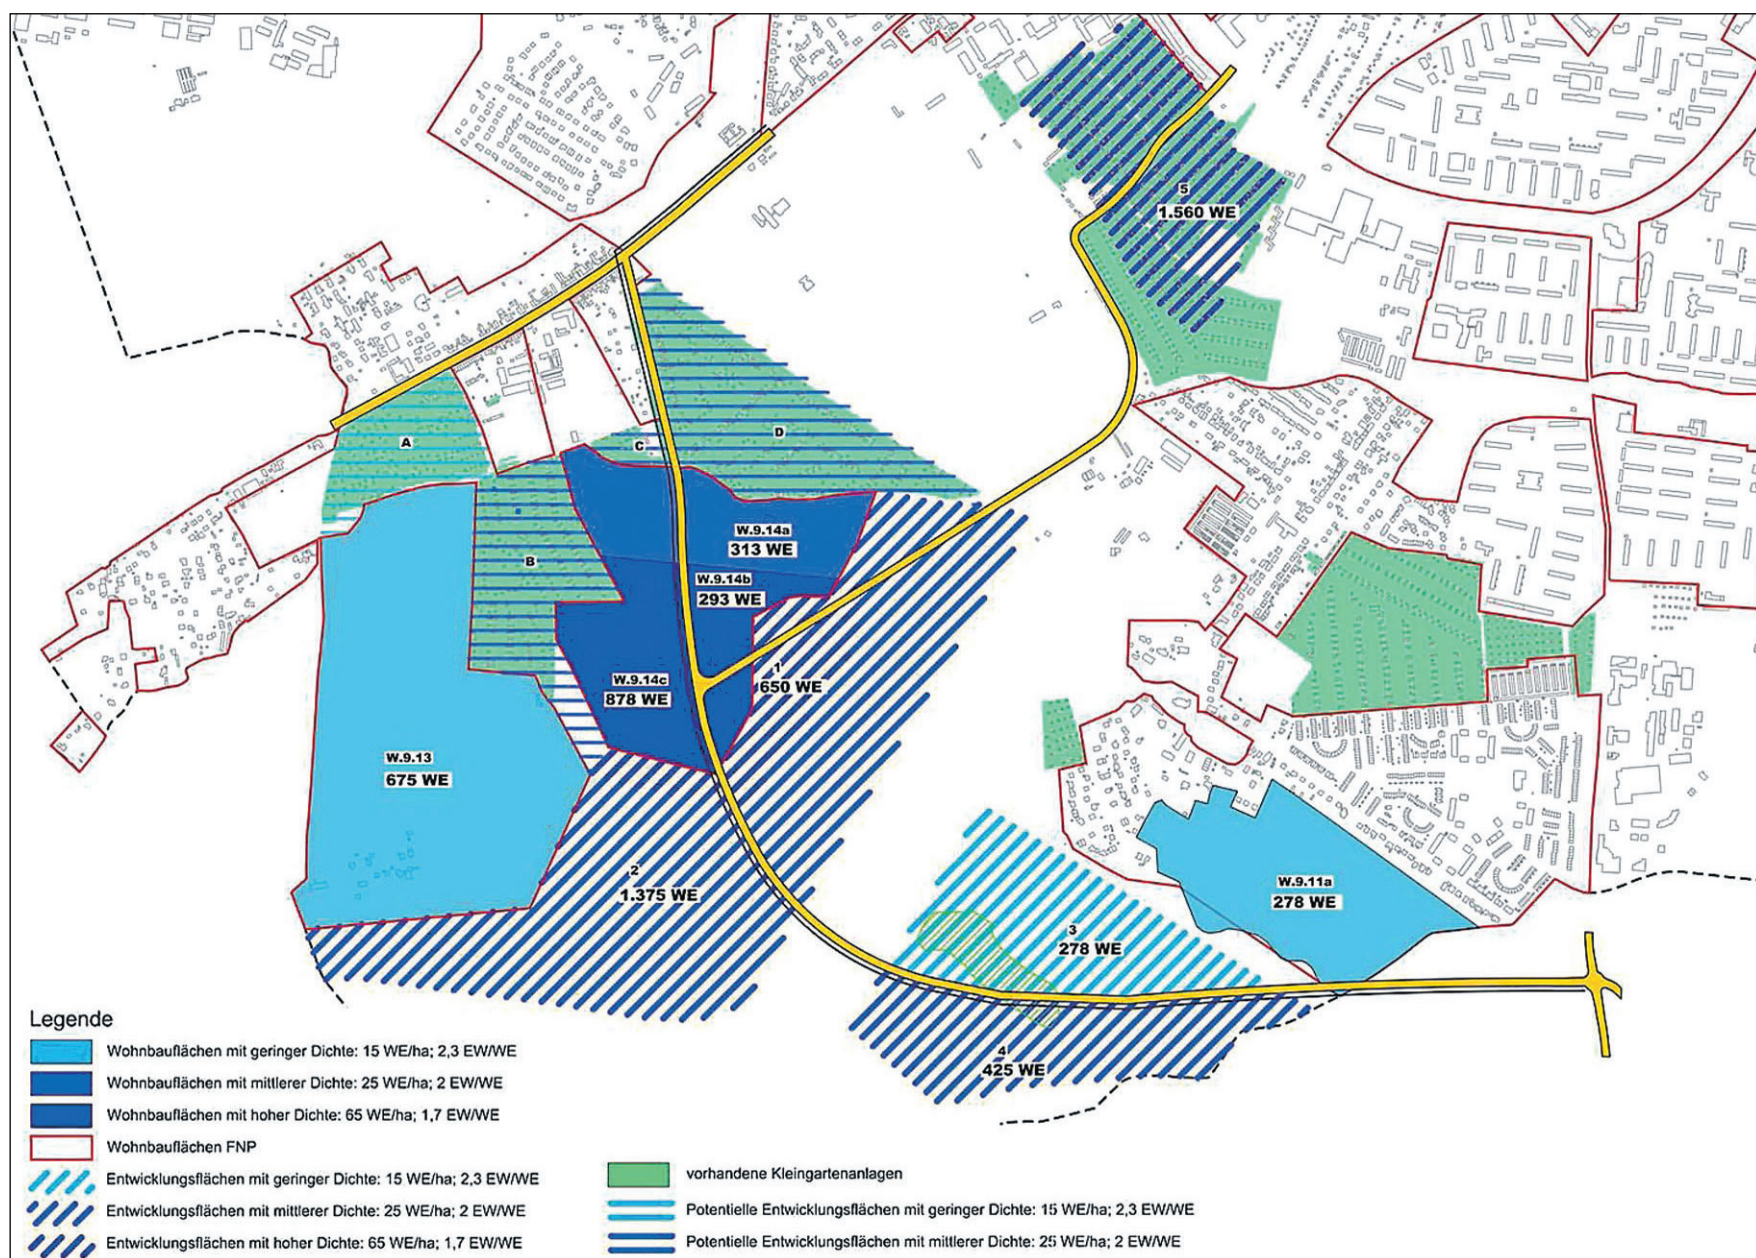 5
1.560 WE
A
C
D
B
W.9.14a
313 WE
W.9.14b
293 WE
W.9.14c
878 WE
1
650 WE
W.9.13
675 WE
2
1.375 WE
W.9.11a
278 WE
3
278 WE
4
425 WE
Legende
Wohnbauflächen mit geringer Dichte: 15 WE/ha; 2,3 EW/WE
Wohnbauflächen mit mittlerer Dichte: 25 WE/ha; 2 EW/WE
Wohnbauflächen mit hoher Dichte: 65 WE/ha; 1,7 EW/WE
Wohnbauflächen FNP
Entwicklungsflächen mit geringer Dichte: 15 WE/ha; 2,3 EW/WE
Entwicklungsflächen mit mittlerer Dichte: 25 WE/ha; 2 EW/WE
Entwicklungsflächen mit hoher Dichte: 65 WE/ha; 1,7 EW/WE
vorhandene Kleingartenanlagen
Potentielle Entwicklungsflächen mit geringer Dichte: 15 WE/ha; 2,3 EW/WE
Potentielle Entwicklungsflächen mit mittlerer Dichte: 25 WE/ha; 2 EW/WE